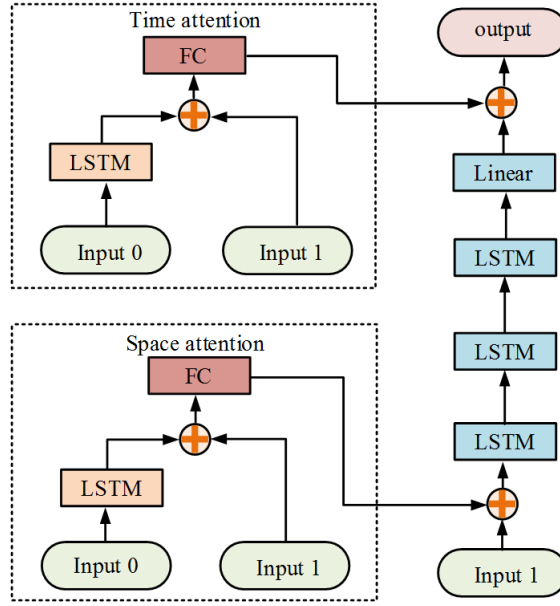 Time attention
FC
LSTM
Input 0
Input 1
Space attention
FC
LSTM
Input 0
Input 1
output
Linear
LSTM
LSTM
LSTM
Input 1